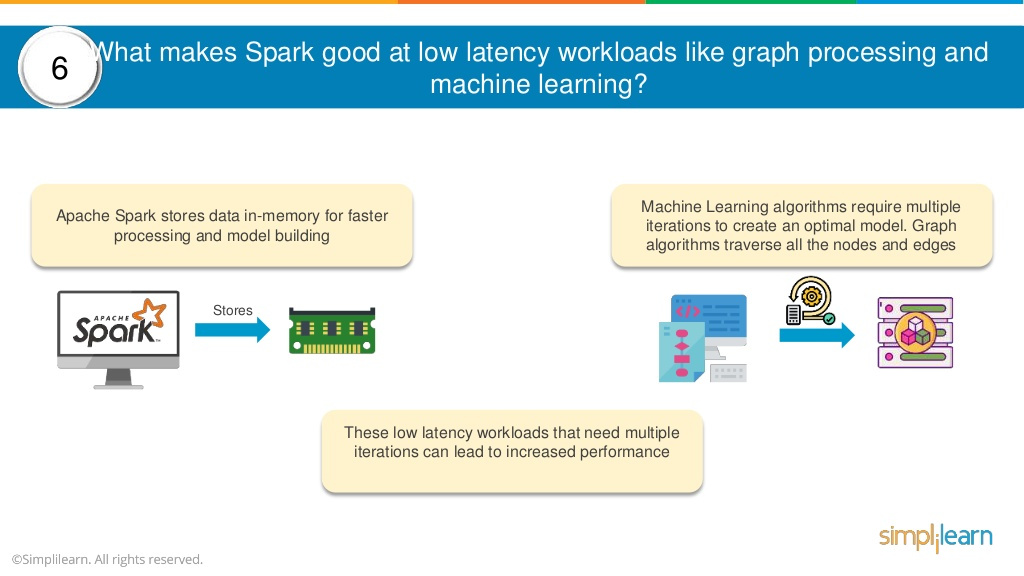 6
What makes Spark good at low latency workloads like graph processing and
machine learning?
Apache Spark stores data in-memory for faster
processing and model building
Machine Learning algorithms require multiple
iterations to create an optimal model. Graph
algorithms traverse all the nodes and edges
APACHE
Spark™
Stores
</>
These low latency workloads that need multiple
iterations can lead to increased performance
simplilearn
©Simplilearn. All rights reserved.